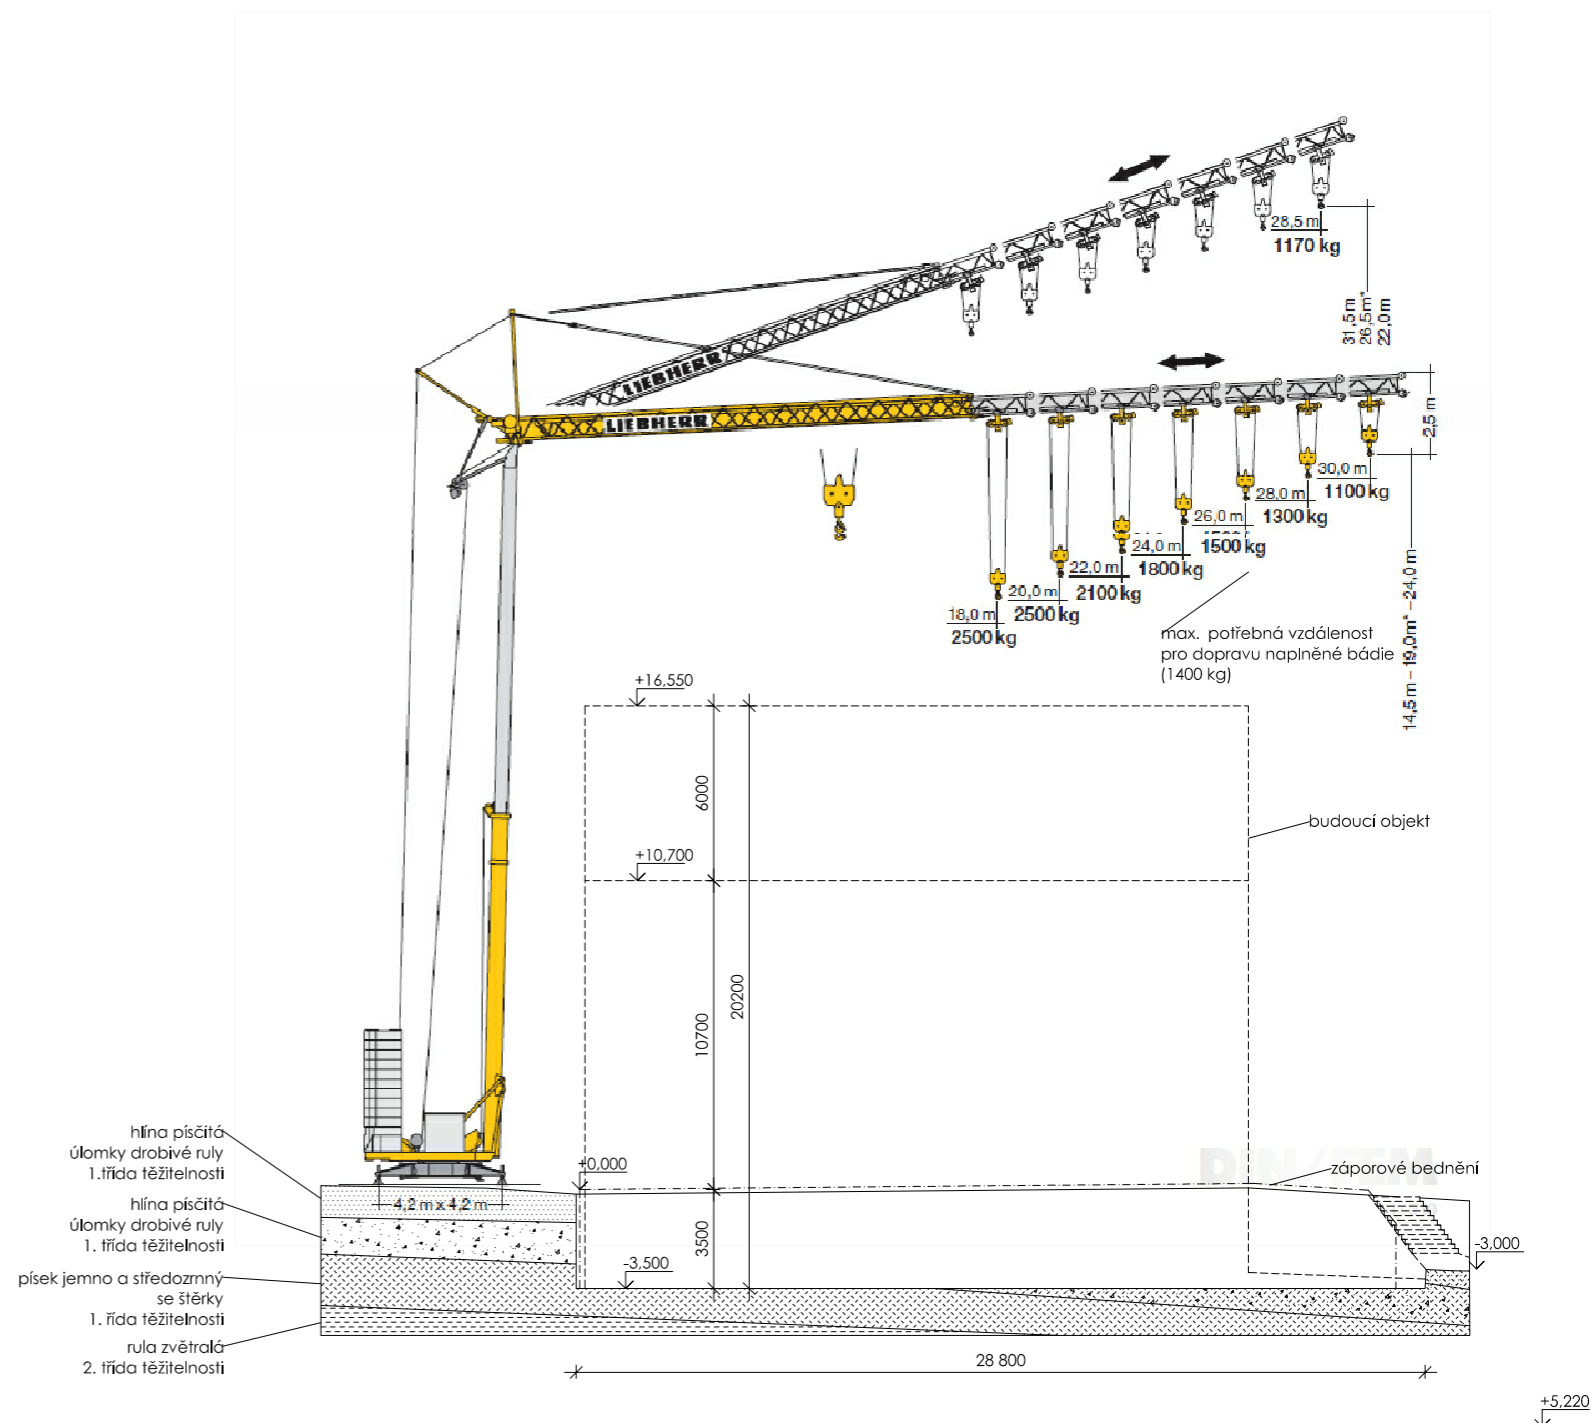 28,5 m
1170 kg
31,5m
26,5m*
22,0m
LIEBHERR
LIEBHERR
2,5 m
30,0 m
1100 kg
28,0 m
1300 kg
26,0 m
1500 kg
24,0 m
1800 kg
22,0 m
2100 kg
20,0 m
2500 kg
18,0 m
2500 kg
14,5 m – 19,0 m* – 24,0 m
max. potřebná vzdálenost
pro dopravu naplněné bádie
(1400 kg)
+16,550
6000
budoucí objekt
+10,700
20200
10700
hlína písčitá
úlomky drobivé ruly
1.třída těžitelnosti
+0,000
DIN/FEM
záporové bednění
4,2 m x 4,2 m
hlína písčitá
úlomky drobivé ruly
1. třída těžitelnosti
3500
-3,500
-3,000
písek jemno a středozrnný
se štěrky
1. řída těžitelnosti
rula zvětralá
2. třída těžitelnosti
28 800
+5,220